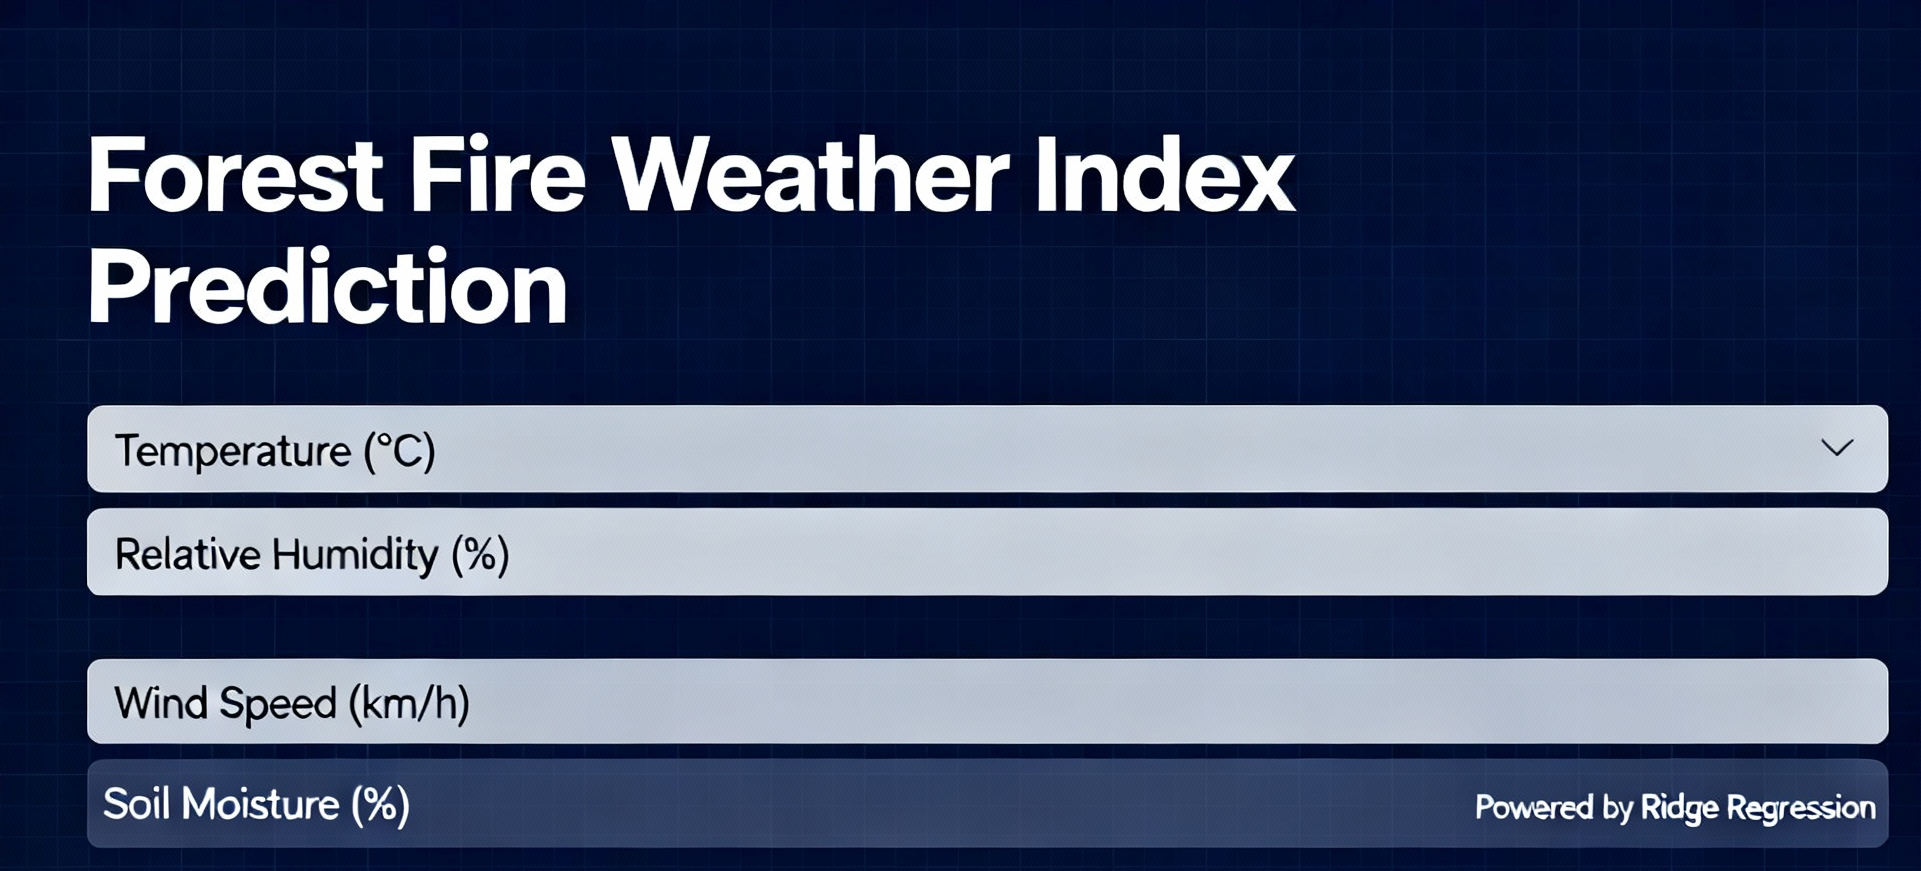 Forest Fire Weather Index
Prediction
Temperature (°C)
Relative Humidity (%)
Wind Speed (km/h)
Soil Moisture (%)
Powered by Ridge Regression